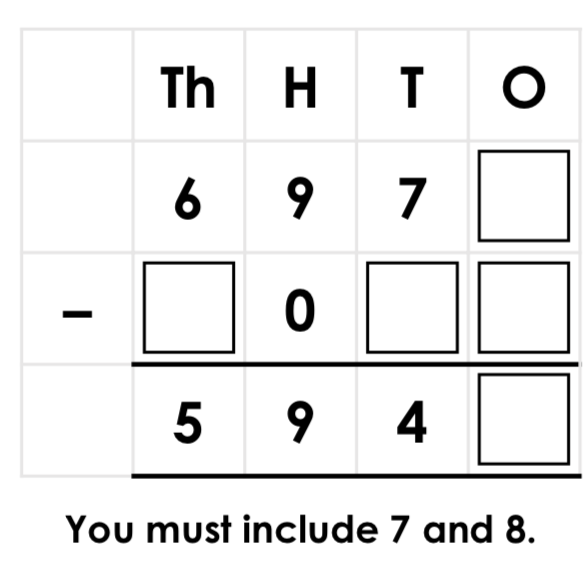 Th H T O
6 9 7
– 0
5 9 4
You must include 7 and 8.